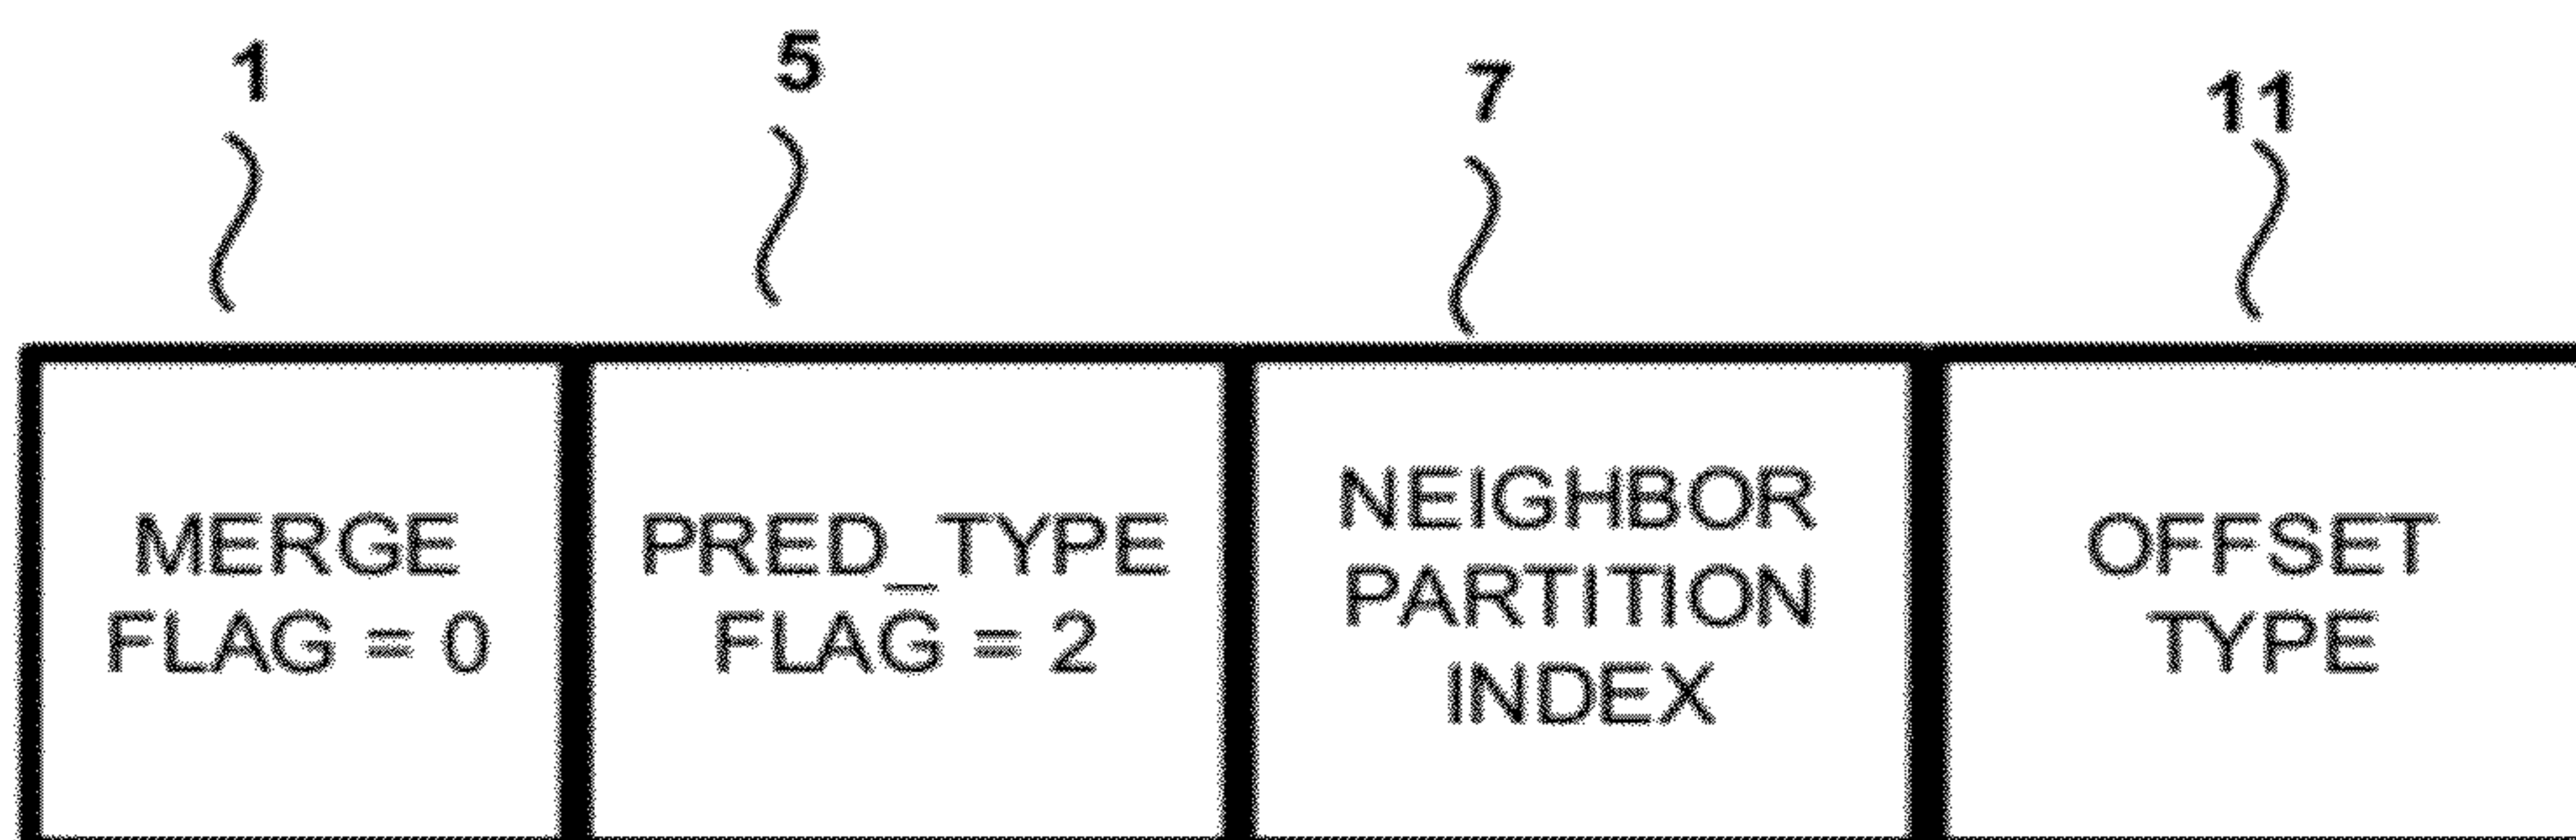 1
5
7
11
MERGE
FLAG = 0
PRED_TYPE
FLAG = 2
NEIGHBOR
PARTITION
INDEX
OFFSET
TYPE